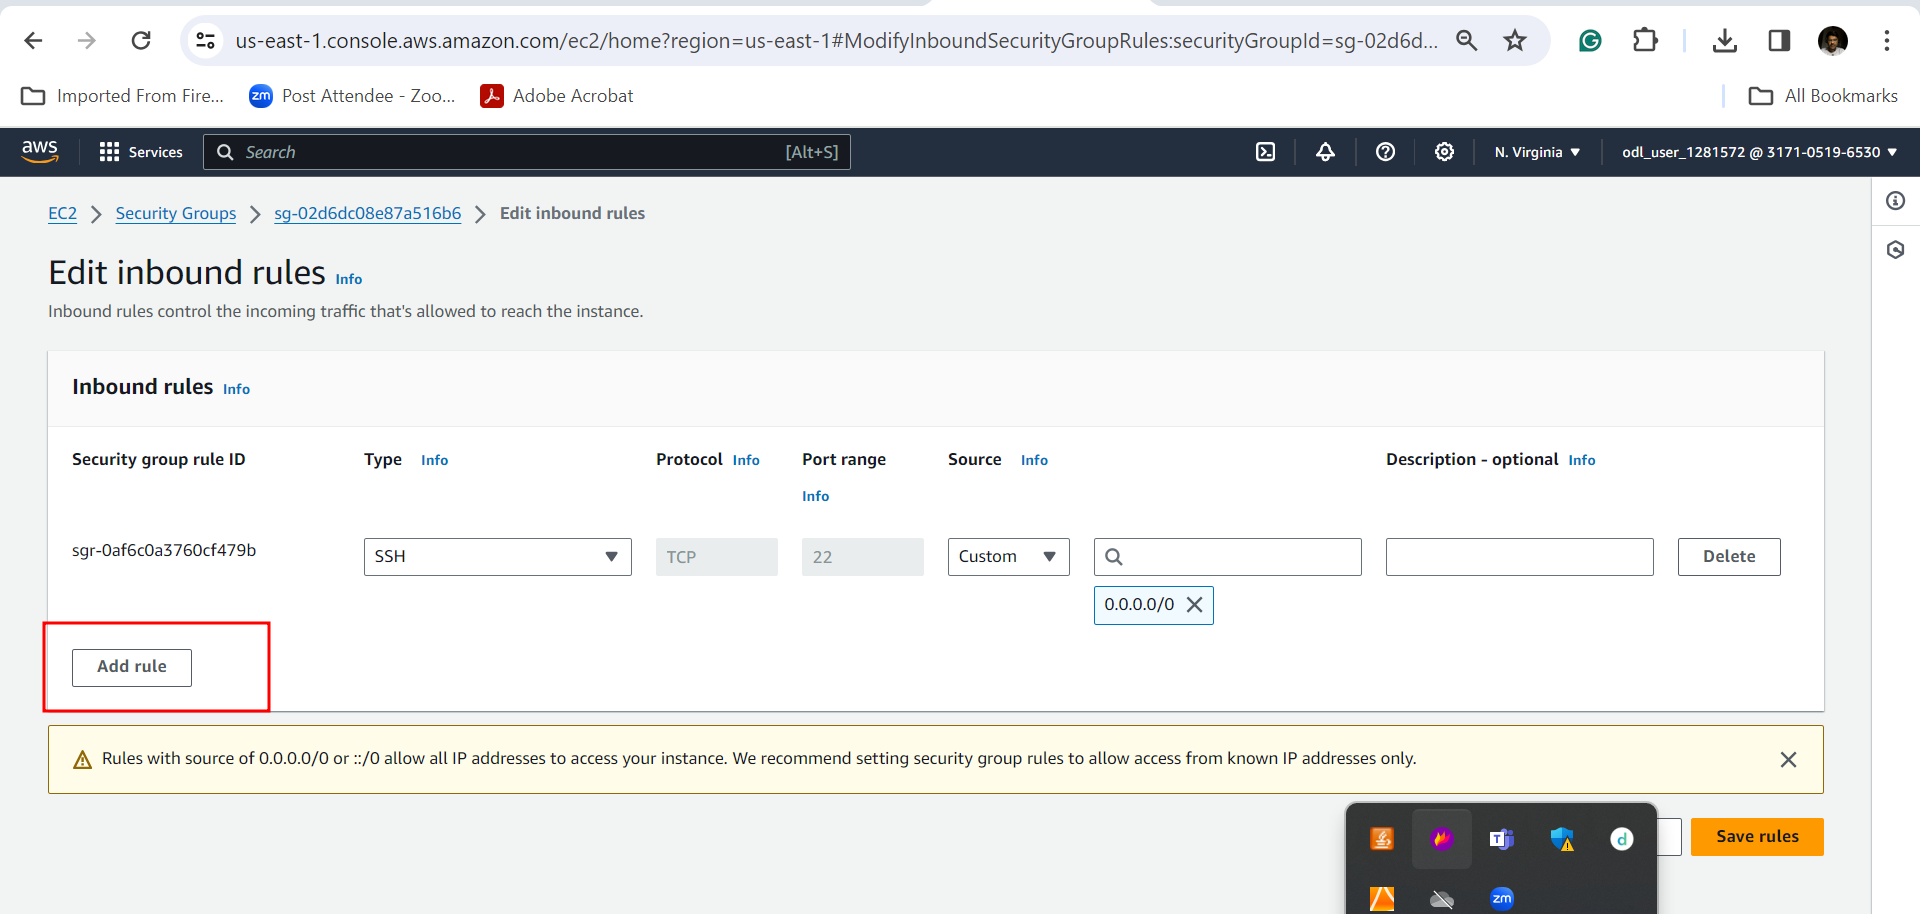 us-east-1.console.aws.amazon.com/ec2/home?region=us-east-1#ModifyInboundSecurityGroupRules:securityGroupId=sg-02d6d...
Imported From Fire... zm Post Attendee - Zoo... Adobe Acrobat All Bookmarks
aws Services Search [Alt+S] N. Virginia odl_user_1281572 @ 3171-0519-6530
EC2 Security Groups sg-02d6dc08e87a516b6 Edit inbound rules
Edit inbound rules Info
Inbound rules control the incoming traffic that's allowed to reach the instance.
Inbound rules Info
Security group rule ID Type Info Protocol Info Port range Source Info Description - optional Info
Info
sgr-0af6c0a3760cf479b SSH TCP 22 Custom Delete
0.0.0.0/0
Add rule
Rules with source of 0.0.0.0/0 or ::/0 allow all IP addresses to access your instance. We recommend setting security group rules to allow access from known IP addresses only.
Save rules
T d
zm